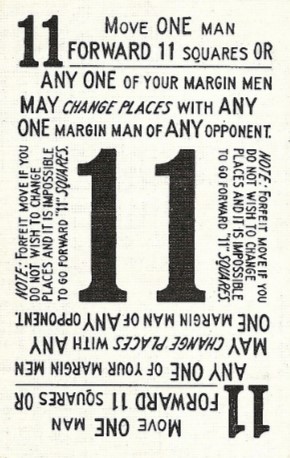 11 MOVE ONE MAN
FORWARD 11 SQUARES OR
ANY ONE OF YOUR MARGIN MEN
MAY CHANGE PLACES WITH ANY
ONE MARGIN MAN OF ANY OPPONENT.
NOTE: FORFEIT MOVE IF YOU
DO NOT WISH TO CHANGE
PLACES AND IT IS IMPOSSIBLE
TO GO FORWARD "11" SQUARES.
11
NOTE: FORFEIT MOVE IF YOU
DO NOT WISH TO CHANGE
PLACES AND IT IS IMPOSSIBLE
TO GO FORWARD "11" SQUARES.
11 MOVE ONE MAN
FORWARD 11 SQUARES OR
ANY ONE OF YOUR MARGIN MEN
MAY CHANGE PLACES WITH ANY
ONE MARGIN MAN OF ANY OPPONENT.